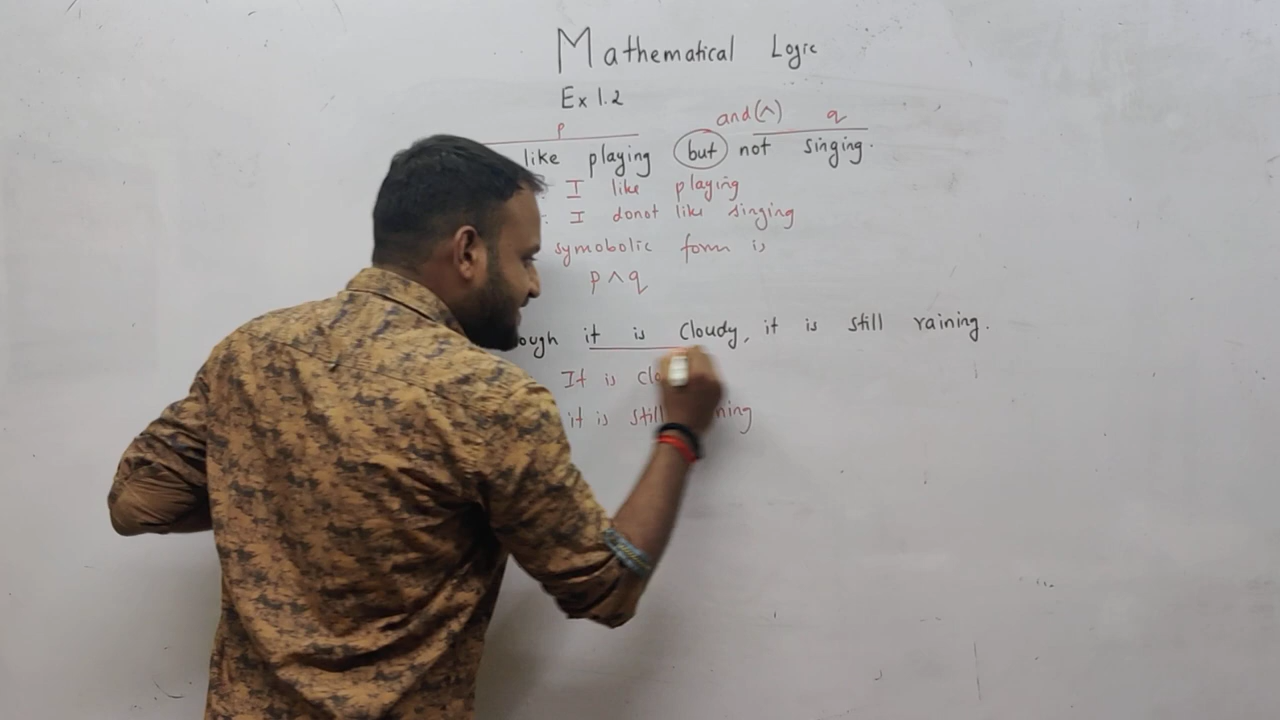 Mathematical Logic
Ex 1.2
p and(∧) q
like playing but not singing.
: I like playing
: I donot like singing
symobolic form is
p ∧ q
it is Cloudy, it is still raining.
It is
it is still